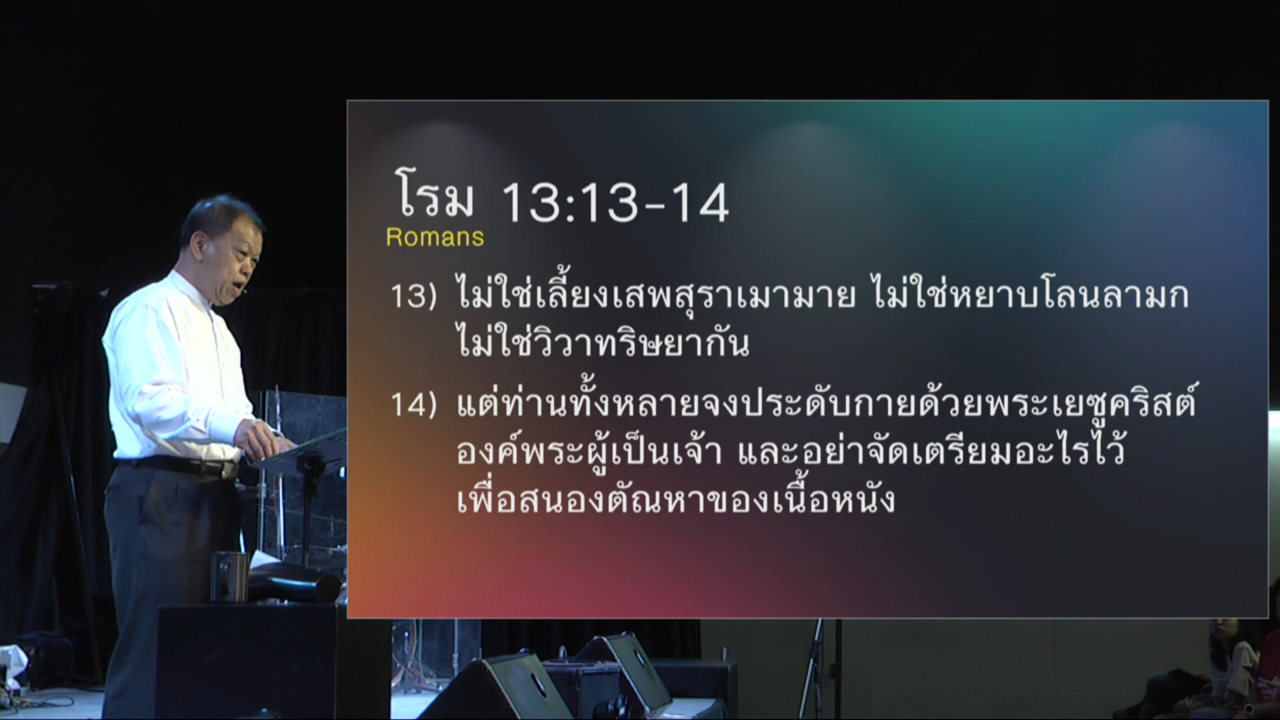 โรม 13:13-14
Romans
13) ไม่ใช่เลี้ยงเสพสุราเมามาย ไม่ใช่หยาบโลนลามก
ไม่ใช่วิวาทริษยากัน
14) แต่ท่านทั้งหลายจงประดับกายด้วยพระเยซูคริสต์
องค์พระผู้เป็นเจ้า และอย่าจัดเตรียมอะไรไว้
เพื่อสนองตัณหาของเนื้อหนัง